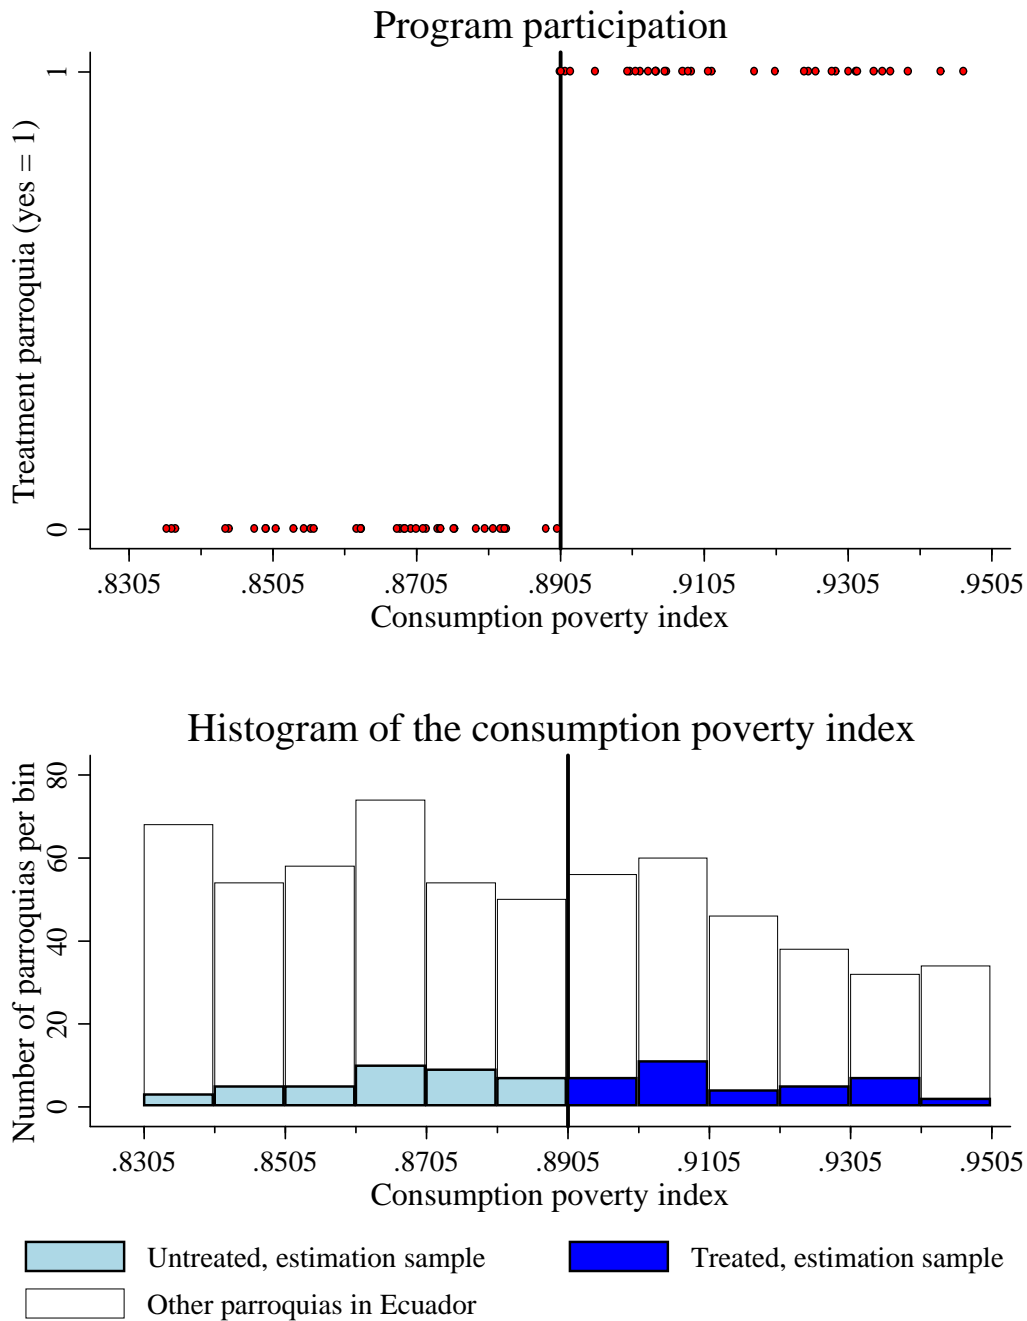 Program participation
Treatment parroquia (yes = 1)
1
0
.8305 .8505 .8705 .8905 .9105 .9305 .9505
Consumption poverty index
Histogram of the consumption poverty index
Number of parroquias per bin
80
60
40
20
0
.8305 .8505 .8705 .8905 .9105 .9305 .9505
Consumption poverty index
Untreated, estimation sample Treated, estimation sample
Other parroquias in Ecuador